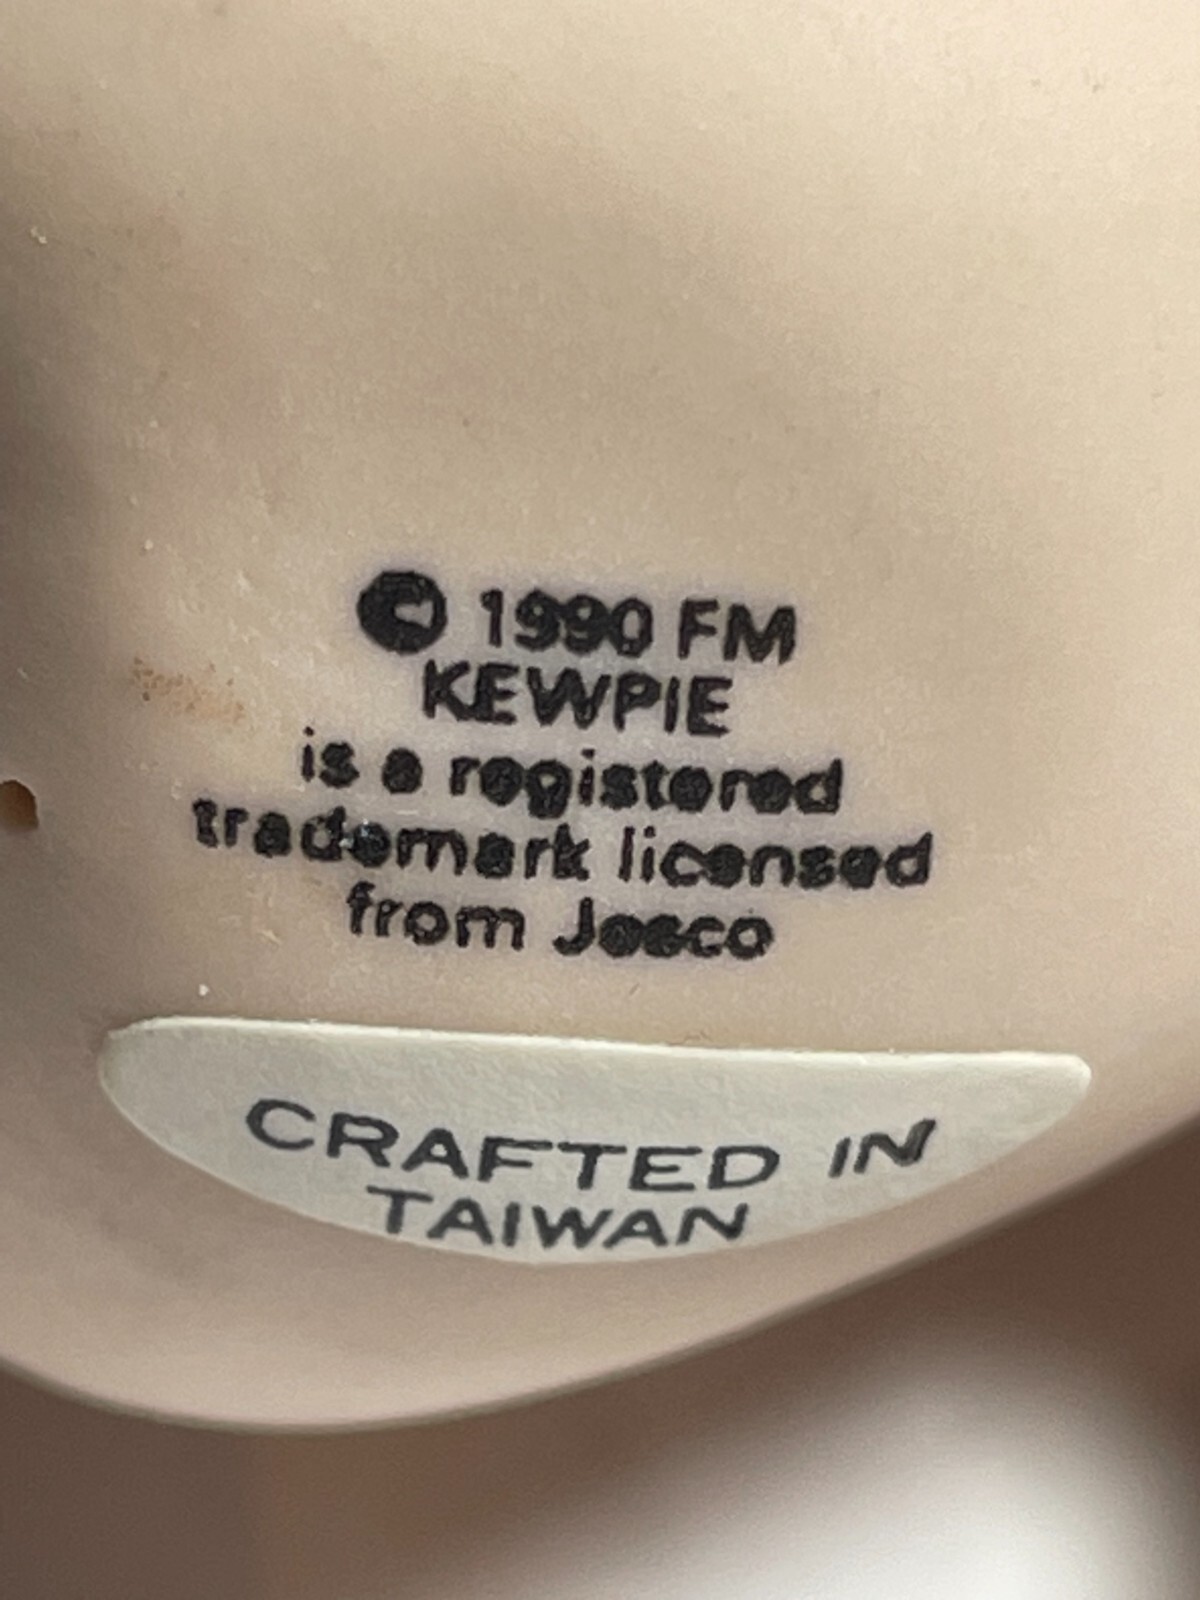 © 1990 FM
KEWPIE
is a registered
trademark licensed
from Jesco
CRAFTED IN
TAIWAN